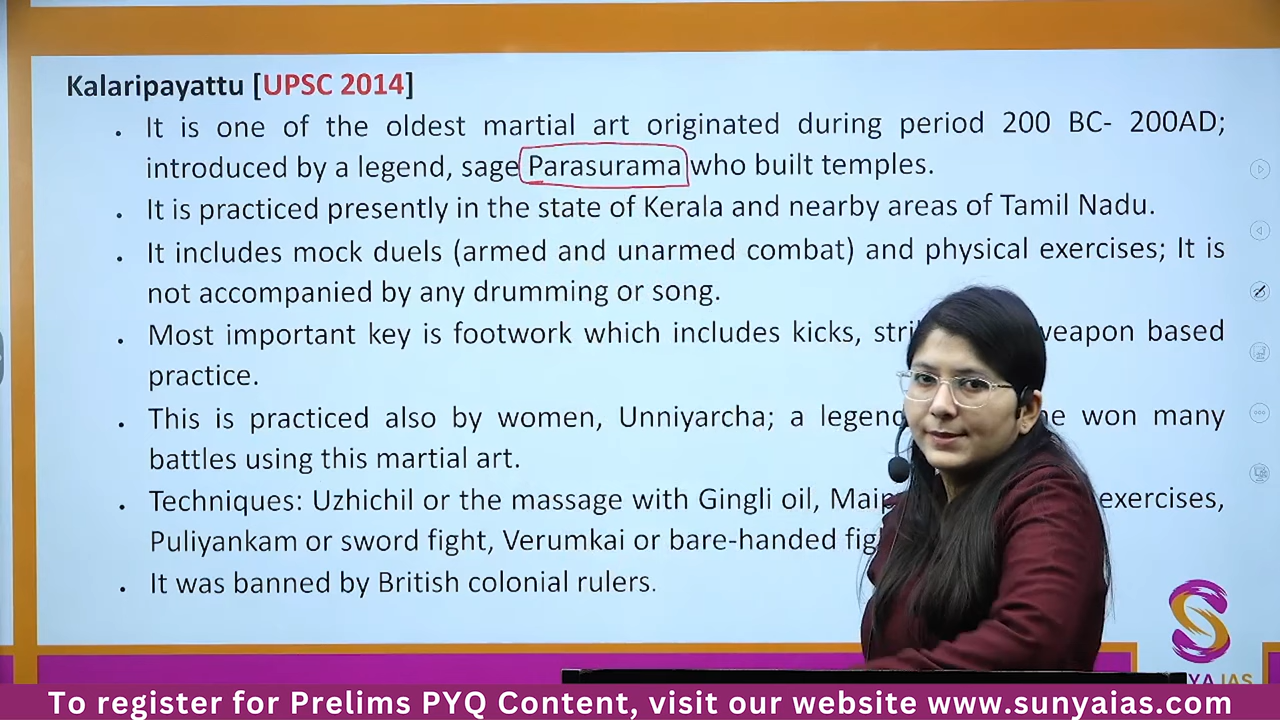 Kalaripayattu [UPSC 2014]
It is one of the oldest martial art originated during period 200 BC- 200AD;
introduced by a legend, sage Parasurama who built temples.
It is practiced presently in the state of Kerala and nearby areas of Tamil Nadu.
It includes mock duels (armed and unarmed combat) and physical exercises; It is
not accompanied by any drumming or song.
Most important key is footwork which includes kicks, weapon based
practice.
This is practiced also by women, Unniyarcha; a won many
battles using this martial art.
Techniques: Uzhichil or the massage with Gingli oil, exercises,
Puliyankam or sword fight, Verumkai or bare-handed
It was banned by British colonial rulers.
IAS
To register for Prelims PYQ Content, visit our website www.sunyaias.com